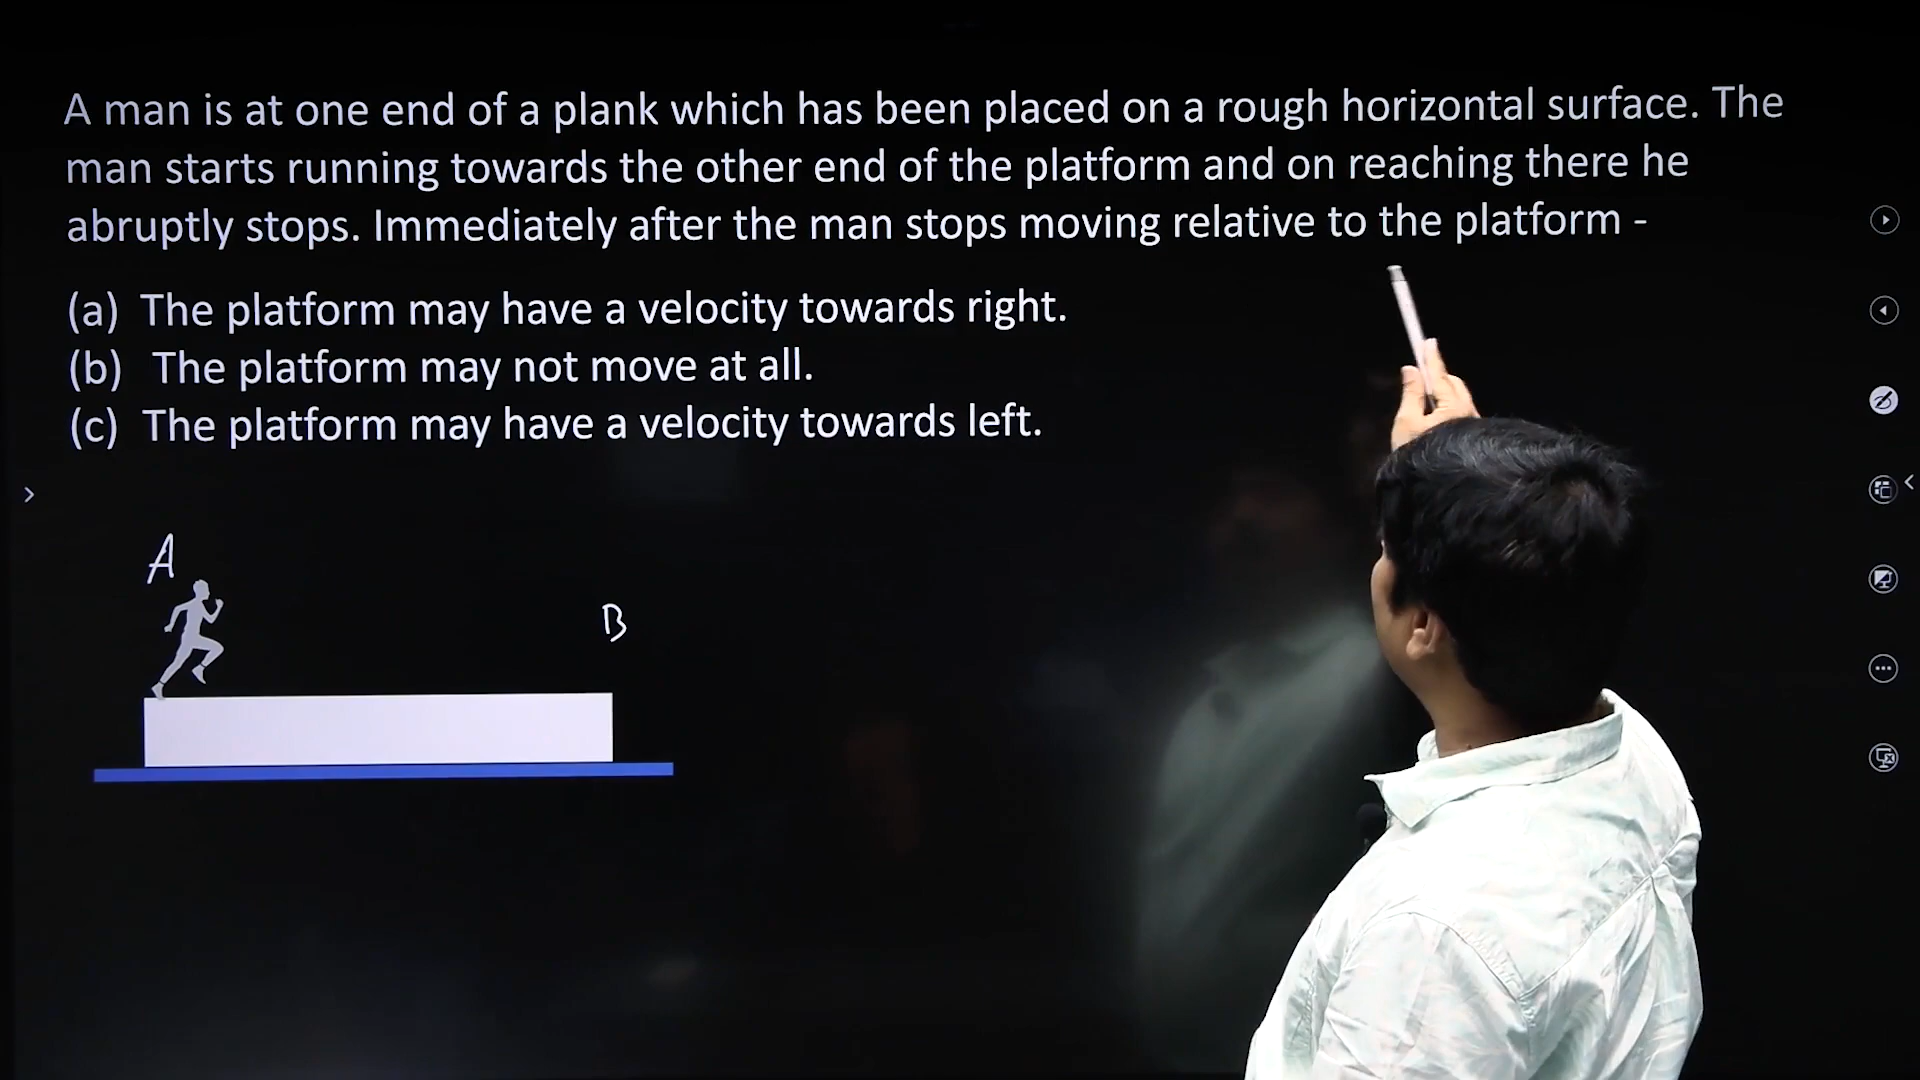 A man is at one end of a plank which has been placed on a rough horizontal surface. The
man starts running towards the other end of the platform and on reaching there he
abruptly stops. Immediately after the man stops moving relative to the platform -
(a) The platform may have a velocity towards right.
(b) The platform may not move at all.
(c) The platform may have a velocity towards left.
A
B